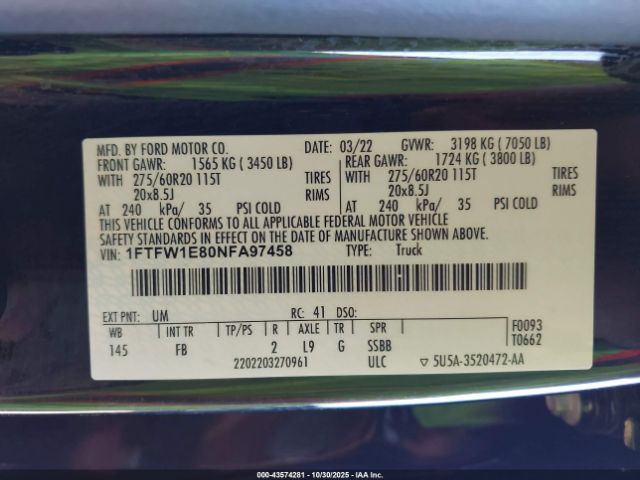 MFD. BY FORD MOTOR CO. DATE: 03/22 GVWR: 3198 KG ( 7050 LB)
FRONT GAWR: 1565 KG ( 3450 LB) REAR GAWR: 1724 KG ( 3800 LB)
WITH 275/60R20 115T TIRES WITH 275/60R20 115T TIRES
20x8.5J RIMS 20x8.5J RIMS
AT 240 kPa/ 35 PSI COLD AT 240 kPa/ 35 PSI COLD
THIS VEHICLE CONFORMS TO ALL APPLICABLE FEDERAL MOTOR VEHICLE
SAFETY STANDARDS IN EFFECT ON THE DATE OF MANUFACTURE SHOWN ABOVE.
VIN: 1FTFW1E80NFA97458 TYPE: Truck
EXT PNT: UM RC: 41 DSO:
WB INT TR TP/PS R AXLE TR SPR F0093
145 FB 2 L9 G SSBB T0662
2202203270961 ULC ▽ 5U5A-3520472-AA
000-43574281 - 10/30/2025 - IAA, Inc.